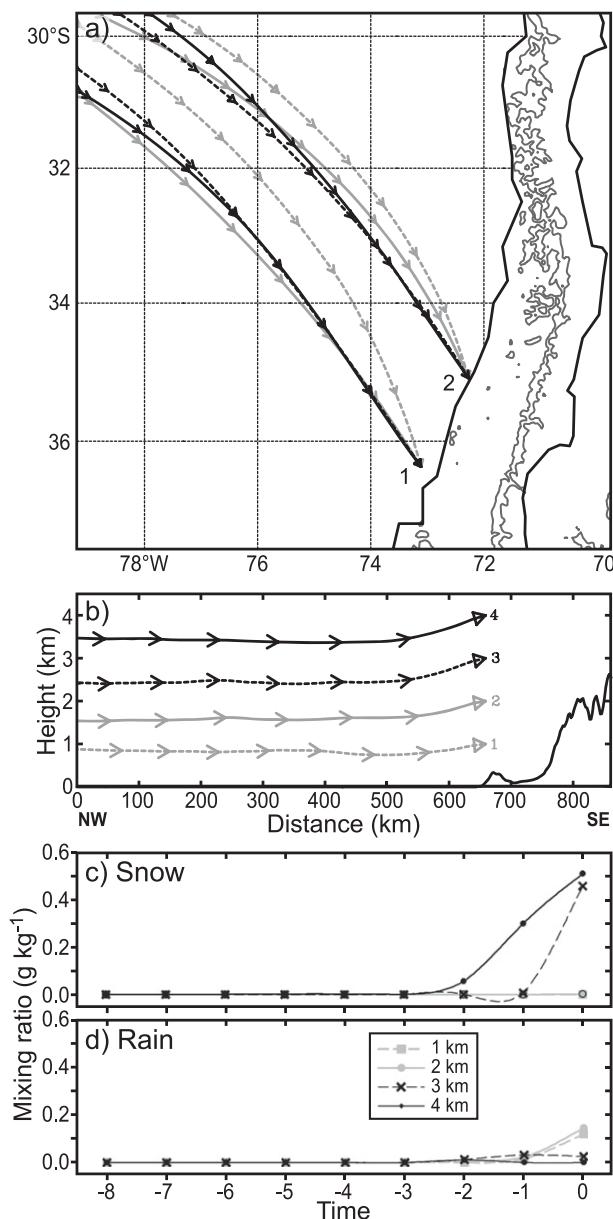 a)
30°S
32
34
36
1
2
78°W 76 74 72 70
b)
Height (km)
4
3
2
1
0
4
3
2
1
0 100 200 300 400 500 600 700 800
NW Distance (km) SE
c) Snow
0.6
0.4
0.2
0.0
Mixing ratio (g kg⁻¹)
d) Rain
0.6
0.4
0.2
0.0
1 km
2 km
3 km
4 km
-8 -7 -6 -5 -4 -3 -2 -1 0
Time